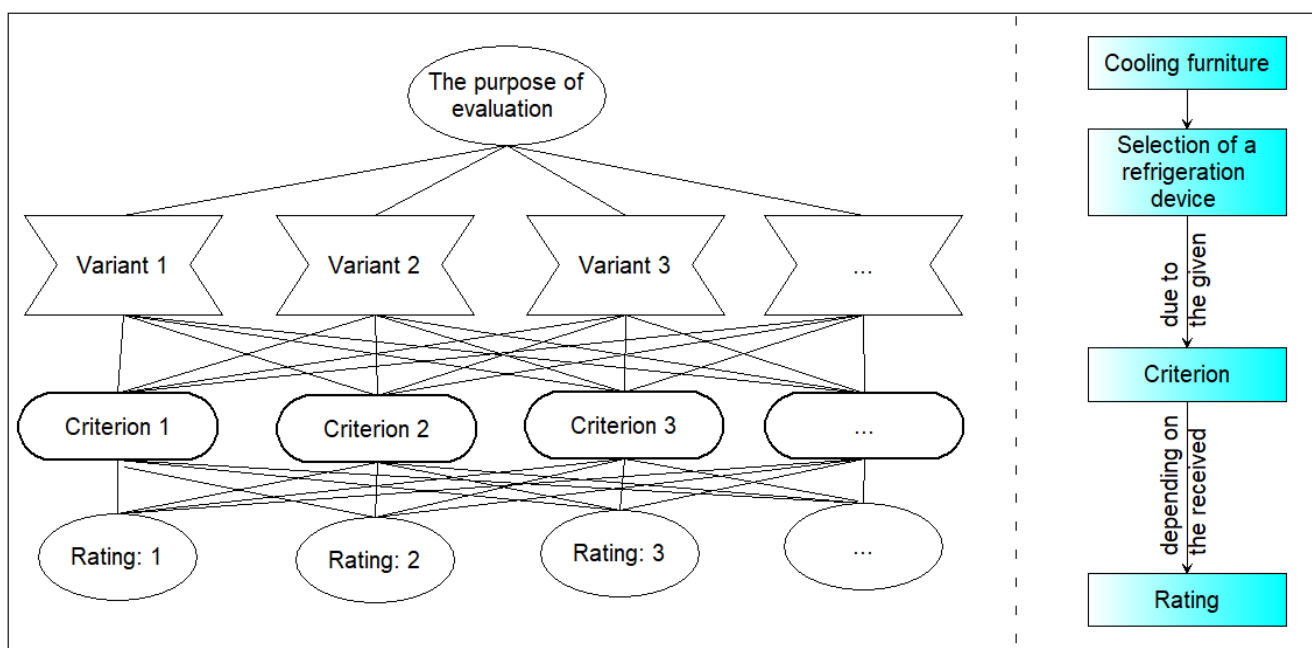 The purpose of
evaluation
Variant 1
Variant 2
Variant 3
...
Criterion 1
Criterion 2
Criterion 3
...
Rating: 1
Rating: 2
Rating: 3
...
Cooling furniture
Selection of a
refrigeration
device
due to
the given
Criterion
depending on
the received
Rating